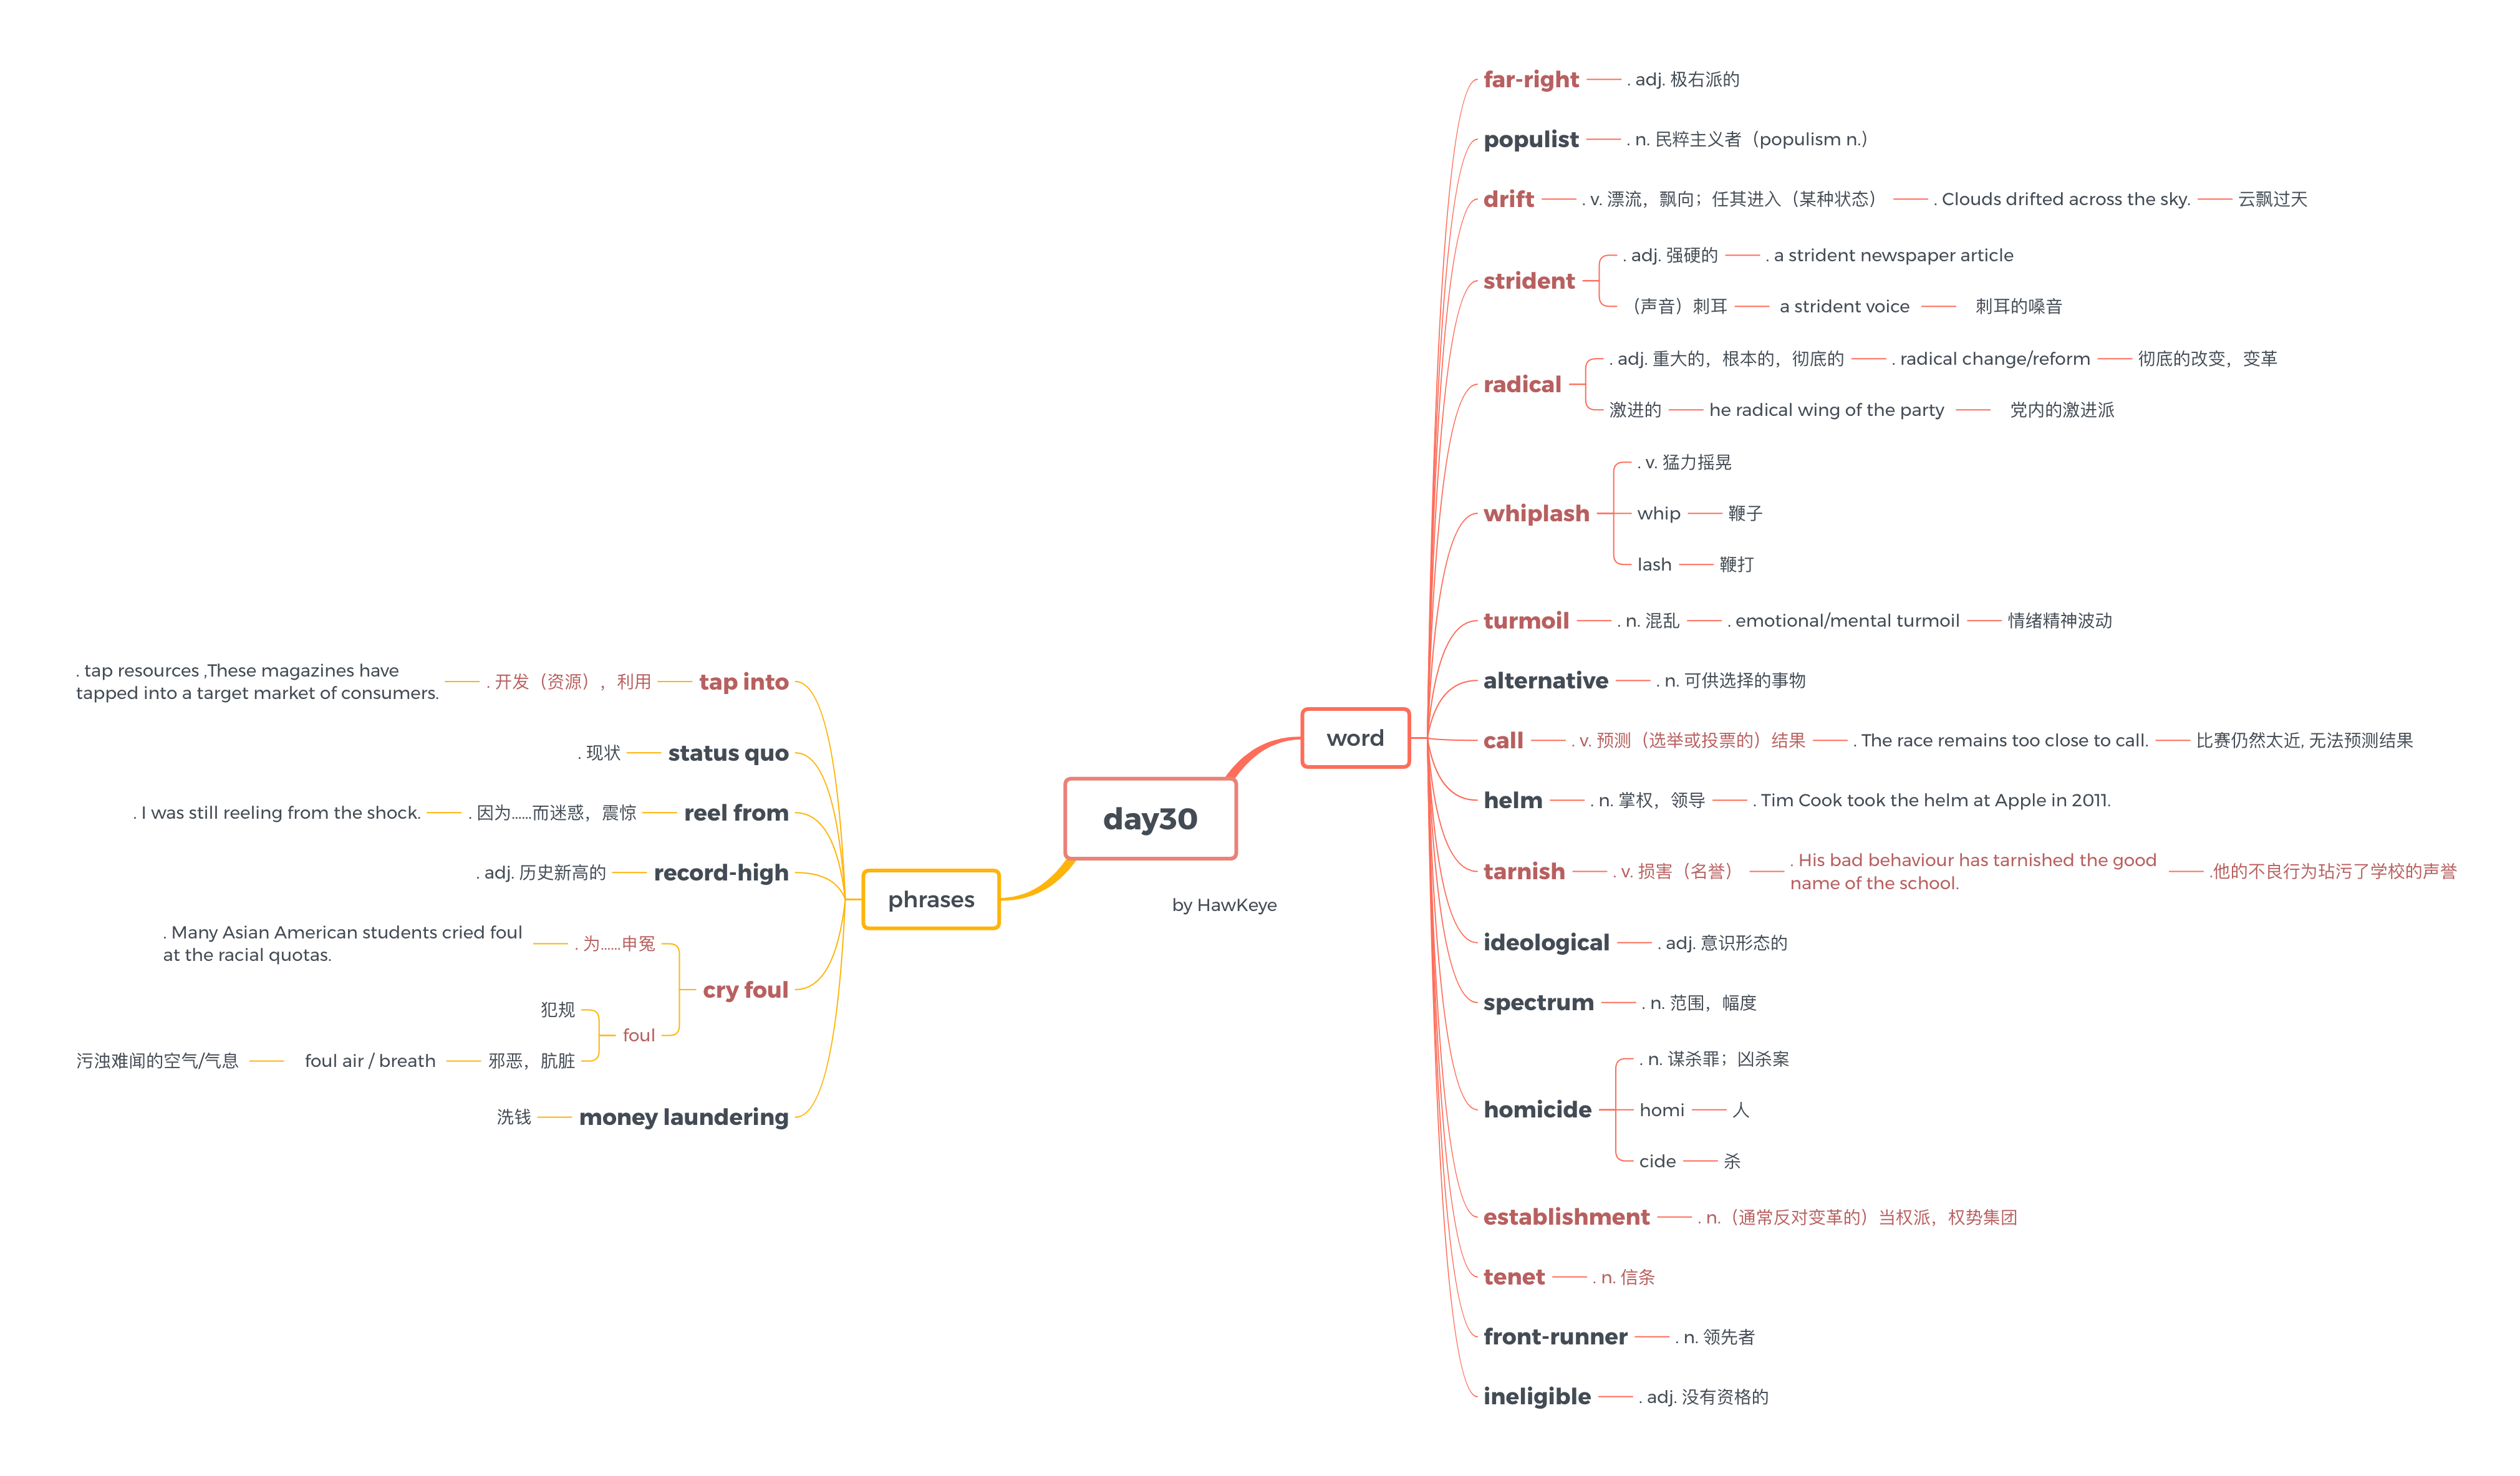 day30
by HawKeye
word
far-right
. adj. 极右派的
populist
. n. 民粹主义者（populism n.）
drift
. v. 漂流，飘向；任其进入（某种状态）
. Clouds drifted across the sky.
云飘过天
strident
. adj. 强硬的
. a strident newspaper article
（声音）刺耳
a strident voice
刺耳的嗓音
radical
. adj. 重大的，根本的，彻底的
. radical change/reform
彻底的改变，变革
激进的
he radical wing of the party
党内的激进派
whiplash
. v. 猛力摇晃
whip
鞭子
lash
鞭打
turmoil
. n. 混乱
. emotional/mental turmoil
情绪精神波动
alternative
. n. 可供选择的事物
call
. v. 预测（选举或投票的）结果
. The race remains too close to call.
比赛仍然太近, 无法预测结果
helm
. n. 掌权，领导
. Tim Cook took the helm at Apple in 2011.
tarnish
. v. 损害（名誉）
. His bad behaviour has tarnished the good
name of the school.
.他的不良行为玷污了学校的声誉
ideological
. adj. 意识形态的
spectrum
. n. 范围，幅度
homicide
. n. 谋杀罪；凶杀案
homi
人
cide
杀
establishment
. n.（通常反对变革的）当权派，权势集团
tenet
. n. 信条
front-runner
. n. 领先者
ineligible
. adj. 没有资格的
phrases
tap into
. 开发（资源），利用
. tap resources ,These magazines have
tapped into a target market of consumers.
status quo
. 现状
reel from
. 因为......而迷惑，震惊
. I was still reeling from the shock.
record-high
. adj. 历史新高的
cry foul
. 为......申冤
. Many Asian American students cried foul
at the racial quotas.
foul
犯规
邪恶，肮脏
foul air / breath
污浊难闻的空气/气息
money laundering
洗钱